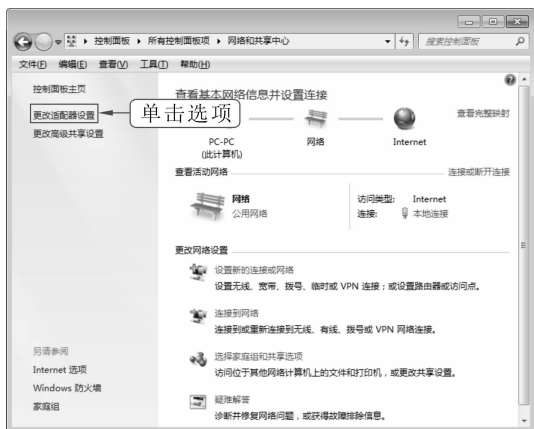 控制面板 ▸ 所有控制面板项 ▸ 网络和共享中心
搜索控制面板
文件(F) 编辑(E) 查看(V) 工具(T) 帮助(H)
控制面板主页
更改适配器设置
更改高级共享设置
单击选项
查看基本网络信息并设置连接
查看完整映射
PC-PC
(此计算机)
网络
Internet
查看活动网络
连接或断开连接
网络
公用网络
访问类型: Internet
连接: 本地连接
更改网络设置
设置新的连接或网络
设置无线、宽带、拨号、临时或 VPN 连接;或设置路由器或访问点。
连接到网络
连接到或重新连接到无线、有线、拨号或 VPN 网络连接。
选择家庭组和共享选项
访问位于其他网络计算机上的文件和打印机,或更改共享设置。
疑难解答
诊断并修复网络问题,或获得故障排除信息。
另请参阅
Internet 选项
Windows 防火墙
家庭组